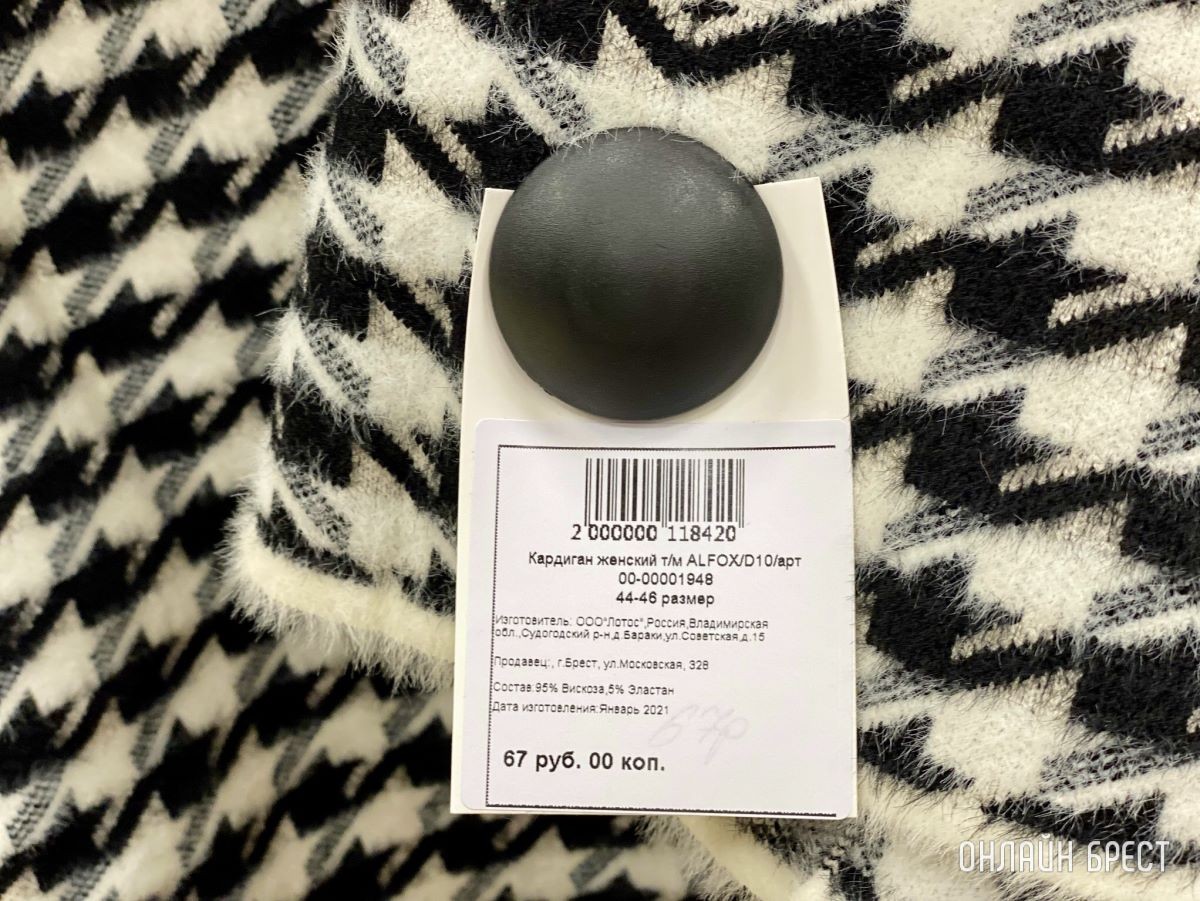 2 000000 118420
Кардиган женский т/м ALFOX/D10/арт
00-00001948
44-46 размер
Изготовитель: ООО"Лотос",Россия,Владимирская
обл.,Судогодский р-н,д.Бараки,ул.Советская,д.15
Продавец:, г.Брест, ул.Московская, 328
Состав:95% Вискоза,5% Эластан
Дата изготовления:Январь 2021
67р
67 руб. 00 коп.
ОНЛАЙН БРЕСТ